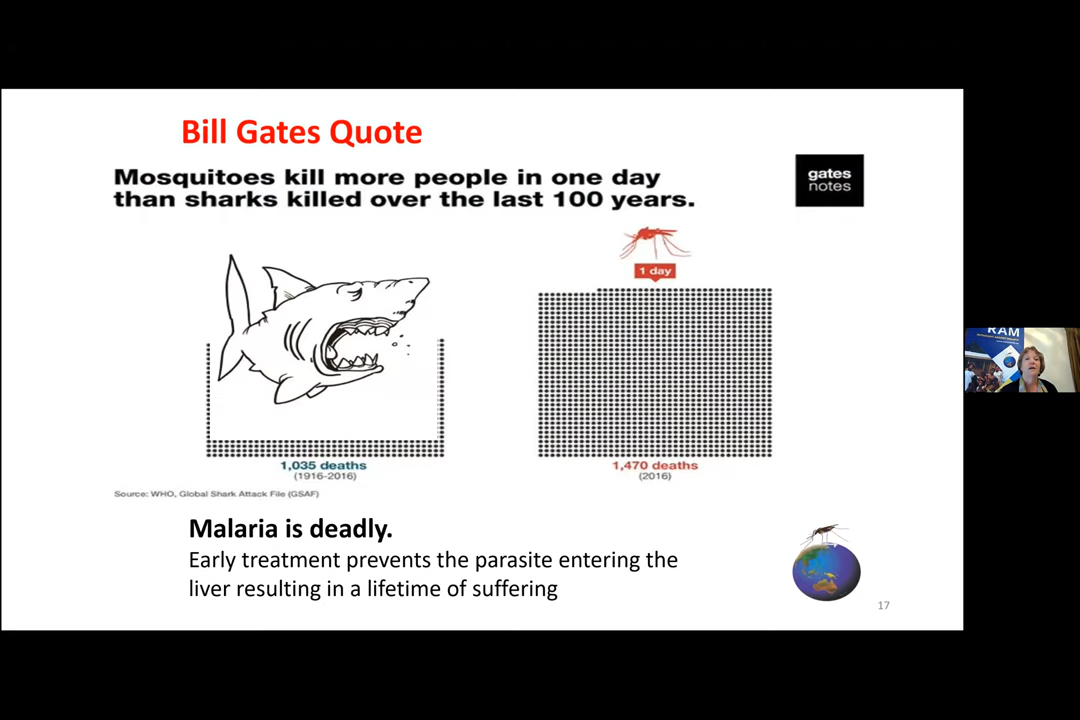 Bill Gates Quote
Mosquitoes kill more people in one day
than sharks killed over the last 100 years.
gates
notes
1 day
1,035 deaths
(1916-2016)
1,470 deaths
(2016)
Source: WHO, Global Shark Attack File (GSAF)
Malaria is deadly.
Early treatment prevents the parasite entering the
liver resulting in a lifetime of suffering
17
RAM